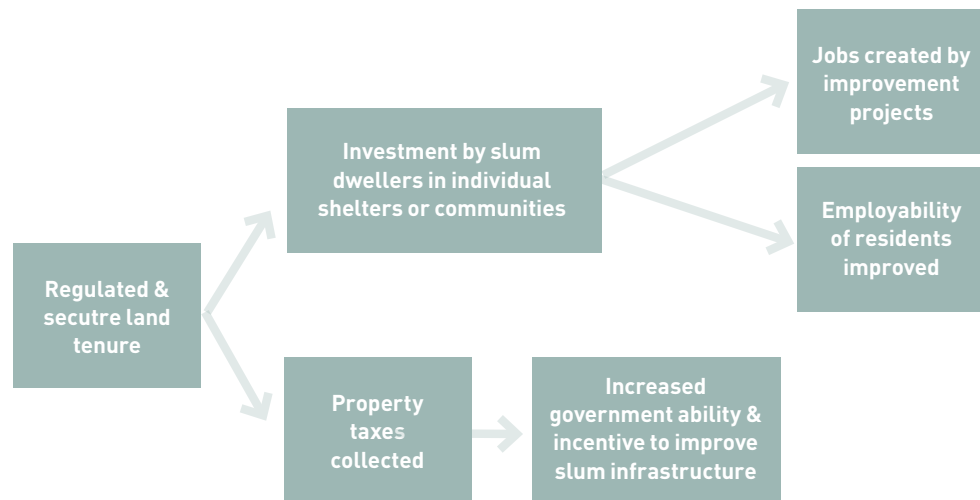 Regulated &
secutre land
tenure
Investment by slum
dwellers in individual
shelters or communities
Jobs created by
improvement
projects
Employability
of residents
improved
Property
taxes
collected
Increased
government ability &
incentive to improve
slum infrastructure